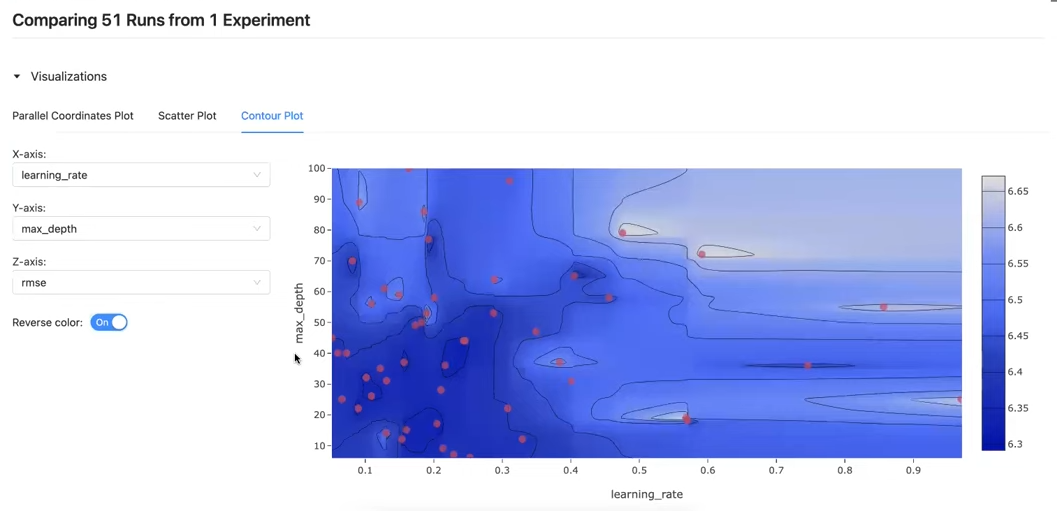 Comparing 51 Runs from 1 Experiment
Visualizations
Parallel Coordinates Plot Scatter Plot Contour Plot
X-axis:
learning_rate
Y-axis:
max_depth
Z-axis:
rmse
Reverse color: On
max_depth
100
90
80
70
60
50
40
30
20
10
0.1 0.2 0.3 0.4 0.5 0.6 0.7 0.8 0.9
learning_rate
6.65
6.6
6.55
6.5
6.45
6.4
6.35
6.3